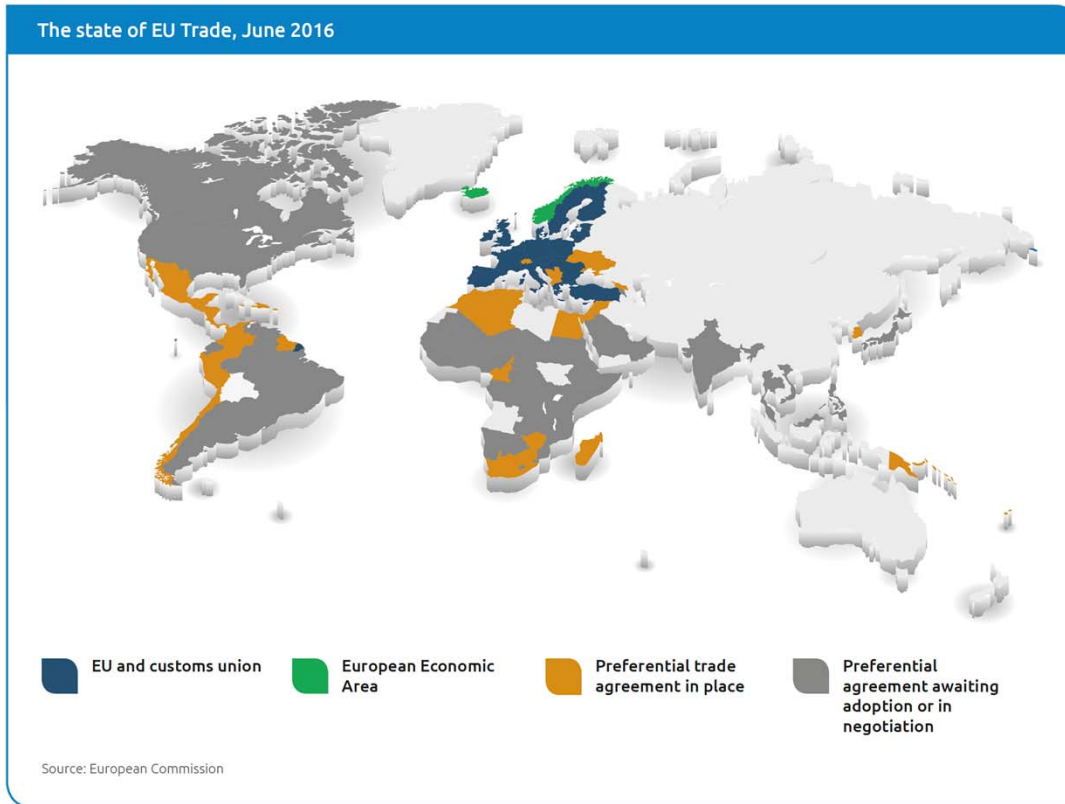 The state of EU Trade, June 2016
EU and customs union
European Economic
Area
Preferential trade
agreement in place
Preferential
agreement awaiting
adoption or in
negotiation
Source: European Commission